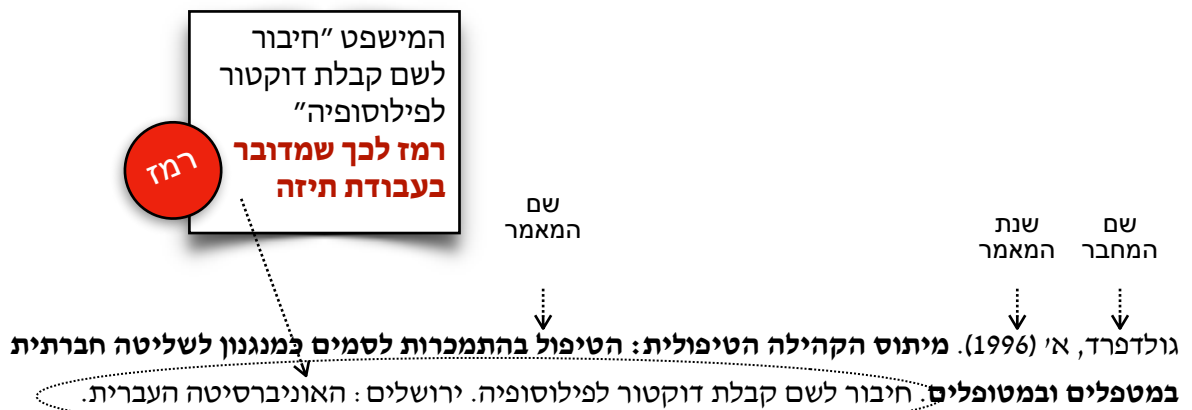 המישפט "חיבור
לשם קבלת דוקטור
לפילוסופיה"
רמז לכך שמדובר
בעבודת תיזה
רמז
שם
המחבר
שנת
המאמר
שם
המאמר
גולדפרד, א' (1996). מיתוס הקהילה הטיפולית: הטיפול בהתמכרות לסמים כמנגנון לשליטה חברתית
במטפלים ובמטופלים. חיבור לשם קבלת דוקטור לפילוסופיה. ירושלים: האוניברסיטה העברית.